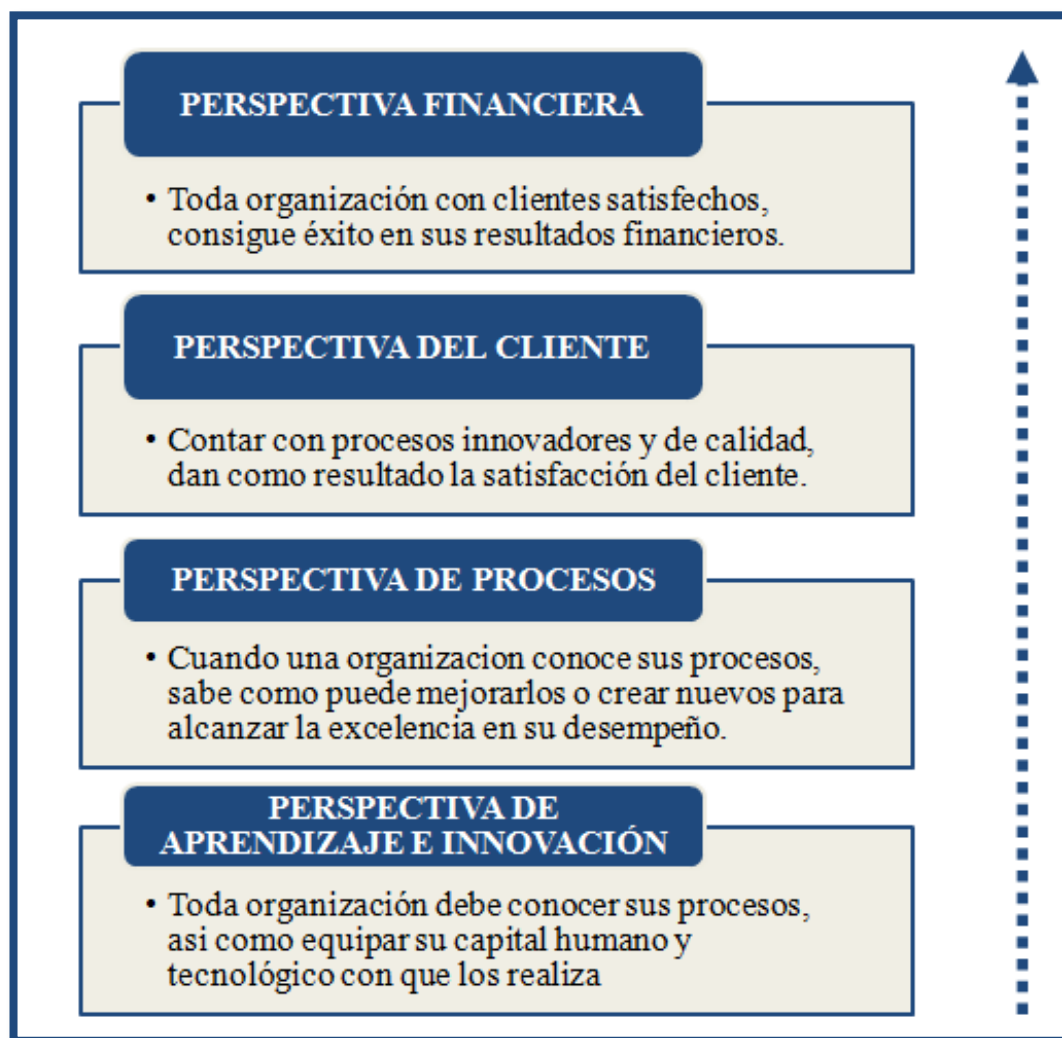 PERSPECTIVA FINANCIERA
• Toda organización con clientes satisfechos,
consigue éxito en sus resultados financieros.
PERSPECTIVA DEL CLIENTE
• Contar con procesos innovadores y de calidad,
dan como resultado la satisfacción del cliente.
PERSPECTIVA DE PROCESOS
• Cuando una organizacion conoce sus procesos,
sabe como puede mejorarlos o crear nuevos para
alcanzar la excelencia en su desempeño.
PERSPECTIVA DE
APRENDIZAJE E INNOVACIÓN
• Toda organización debe conocer sus procesos,
asi como equipar su capital humano y
tecnológico con que los realiza